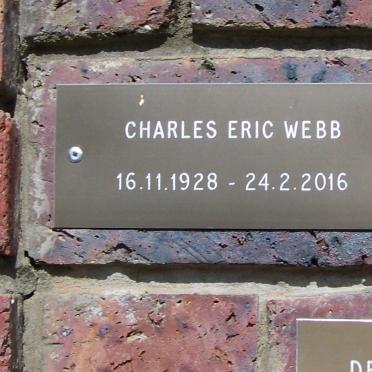 CHARLES ERIC WEBB
16.11.1928 - 24.2.2016